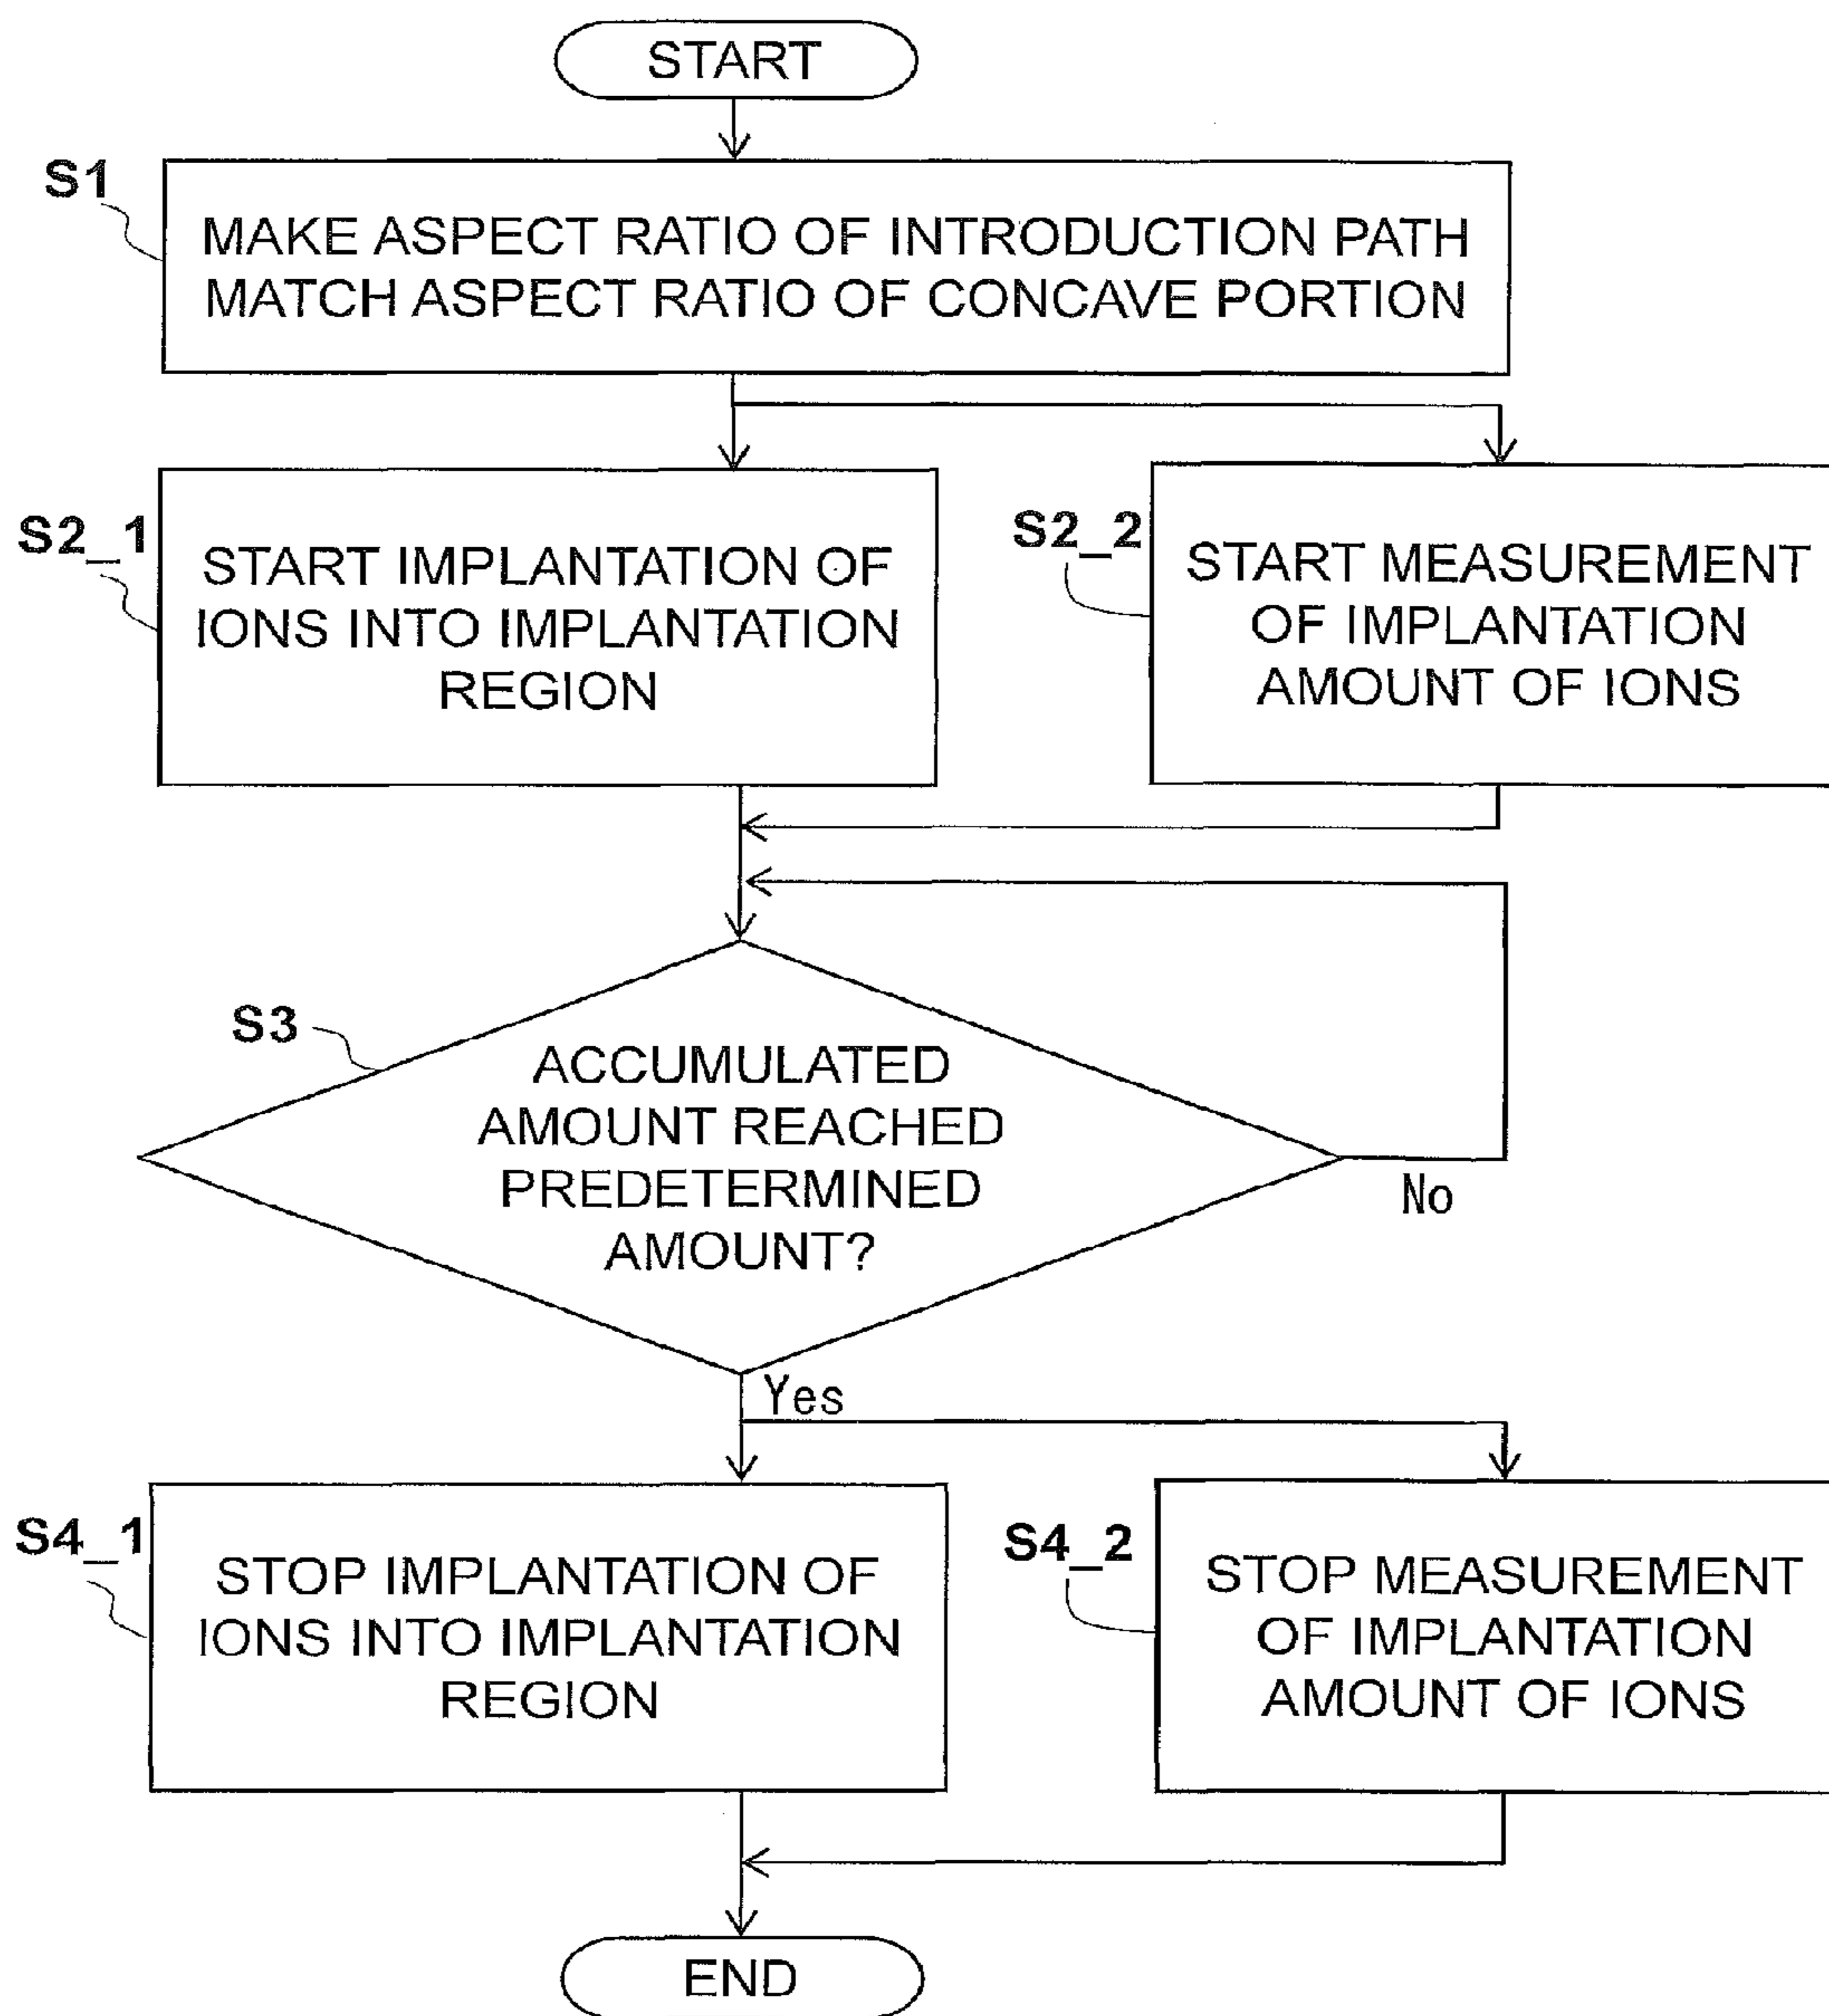 START
S1
MAKE ASPECT RATIO OF INTRODUCTION PATH
MATCH ASPECT RATIO OF CONCAVE PORTION
S2_1
START IMPLANTATION OF
IONS INTO IMPLANTATION
REGION
S2_2
START MEASUREMENT
OF IMPLANTATION
AMOUNT OF IONS
S3
ACCUMULATED
AMOUNT REACHED
PREDETERMINED
AMOUNT?
No
Yes
S4_1
STOP IMPLANTATION OF
IONS INTO IMPLANTATION
REGION
S4_2
STOP MEASUREMENT
OF IMPLANTATION
AMOUNT OF IONS
END